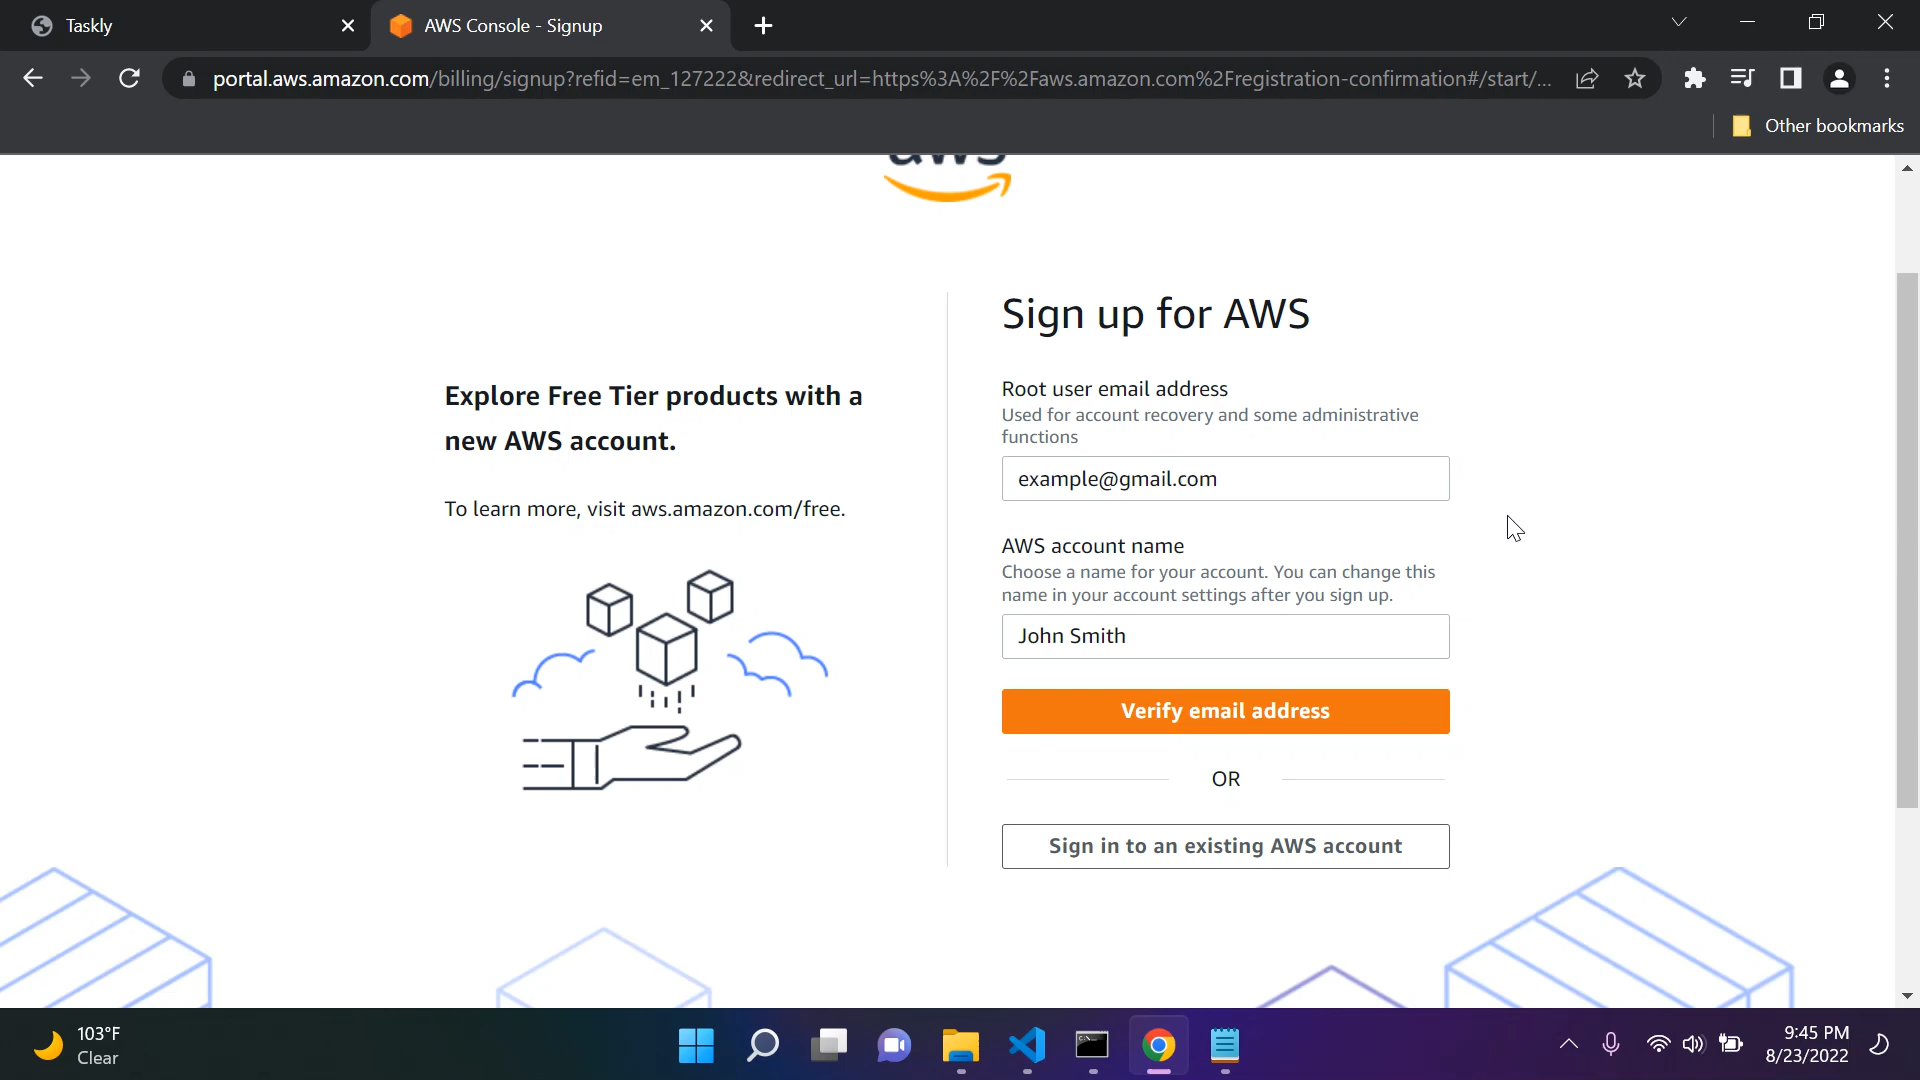 Taskly
AWS Console - Signup
portal.aws.amazon.com/billing/signup?refid=em_127222&redirect_url=https%3A%2F%2Faws.amazon.com%2Fregistration-confirmation#/start/...
Other bookmarks
aws
Sign up for AWS
Explore Free Tier products with a
new AWS account.
To learn more, visit aws.amazon.com/free.
Root user email address
Used for account recovery and some administrative
functions
example@gmail.com
AWS account name
Choose a name for your account. You can change this
name in your account settings after you sign up.
John Smith
Verify email address
OR
Sign in to an existing AWS account
103°F
Clear
9:45 PM
8/23/2022